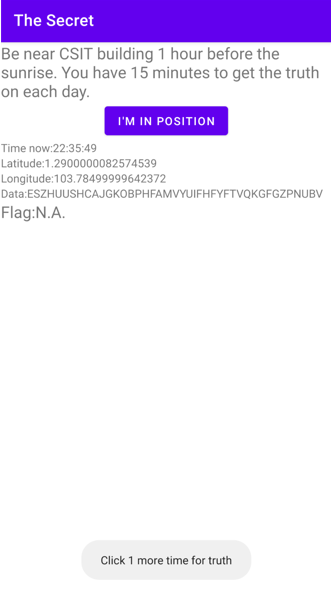 The Secret
Be near CSIT building 1 hour before the
sunrise. You have 15 minutes to get the truth
on each day.
I'M IN POSITION
Time now:22:35:49
Latitude:1.2900000082574539
Longitude:103.78499999642372
Data:ESZHUUSHCAJGKOBPHFAMVYUIFHFYFTVQKGFGZPNUBV
Flag:N.A.
Click 1 more time for truth